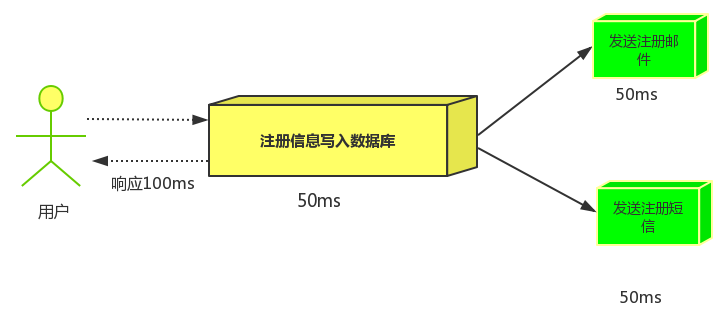 发送注册邮
件
50ms
注册信息写入数据库
响应100ms
50ms
用户
发送注册短
信
50ms